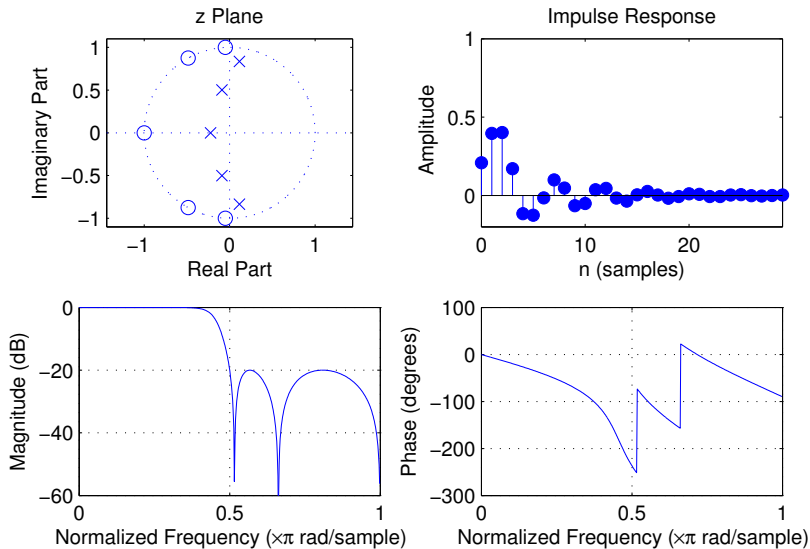 z Plane
1
0.5
0
−0.5
−1
Imaginary Part
−1
0
1
Real Part
Impulse Response
1
0.5
0
Amplitude
0
10
20
n (samples)
0
−20
−40
−60
Magnitude (dB)
0
0.5
1
Normalized Frequency (×π rad/sample)
100
0
−100
−200
−300
Phase (degrees)
0
0.5
1
Normalized Frequency (×π rad/sample)